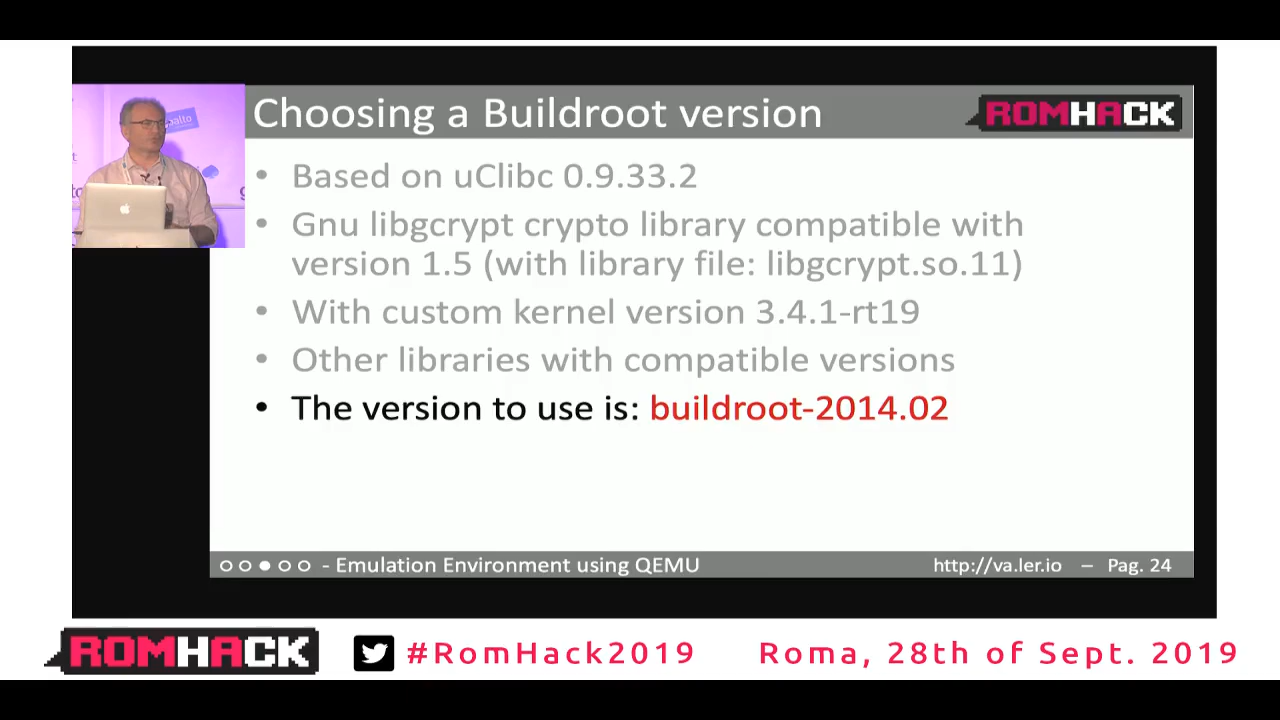 Choosing a Buildroot version
ROMHACK
• Based on uClibc 0.9.33.2
• Gnu libgcrypt crypto library compatible with
version 1.5 (with library file: libgcrypt.so.11)
• With custom kernel version 3.4.1-rt19
• Other libraries with compatible versions
• The version to use is: buildroot-2014.02
- Emulation Environment using QEMU
http://va.ler.io – Pag. 24
ROMHACK
#RomHack2019
Roma, 28th of Sept. 2019